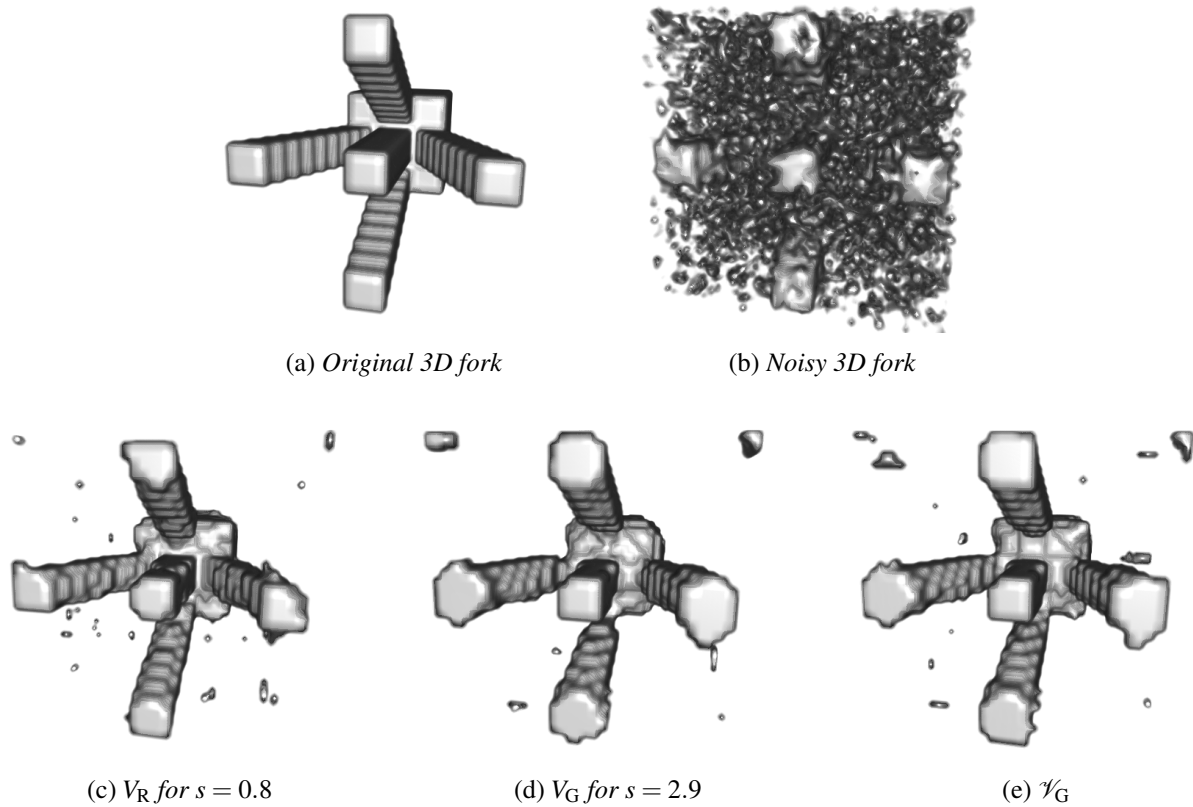 (a) Original 3D fork
(b) Noisy 3D fork
(c) V_R for s = 0.8
(d) V_G for s = 2.9
(e) 𝒱_G